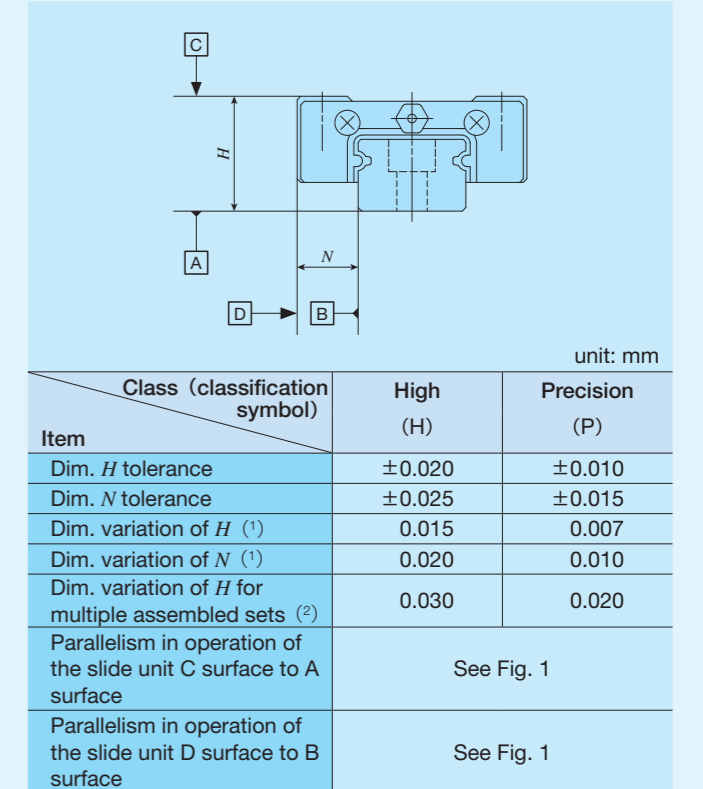 C
H
A
N
D
B
unit: mm
Class（classification
symbol）
Item
High
（H）
Precision
（P）
Dim. H tolerance
±0.020
±0.010
Dim. N tolerance
±0.025
±0.015
Dim. variation of H（¹）
0.015
0.007
Dim. variation of N（¹）
0.020
0.010
Dim. variation of H for
multiple assembled sets（²）
0.030
0.020
Parallelism in operation of
the slide unit C surface to A
surface
See Fig. 1
Parallelism in operation of
the slide unit D surface to B
surface
See Fig. 1